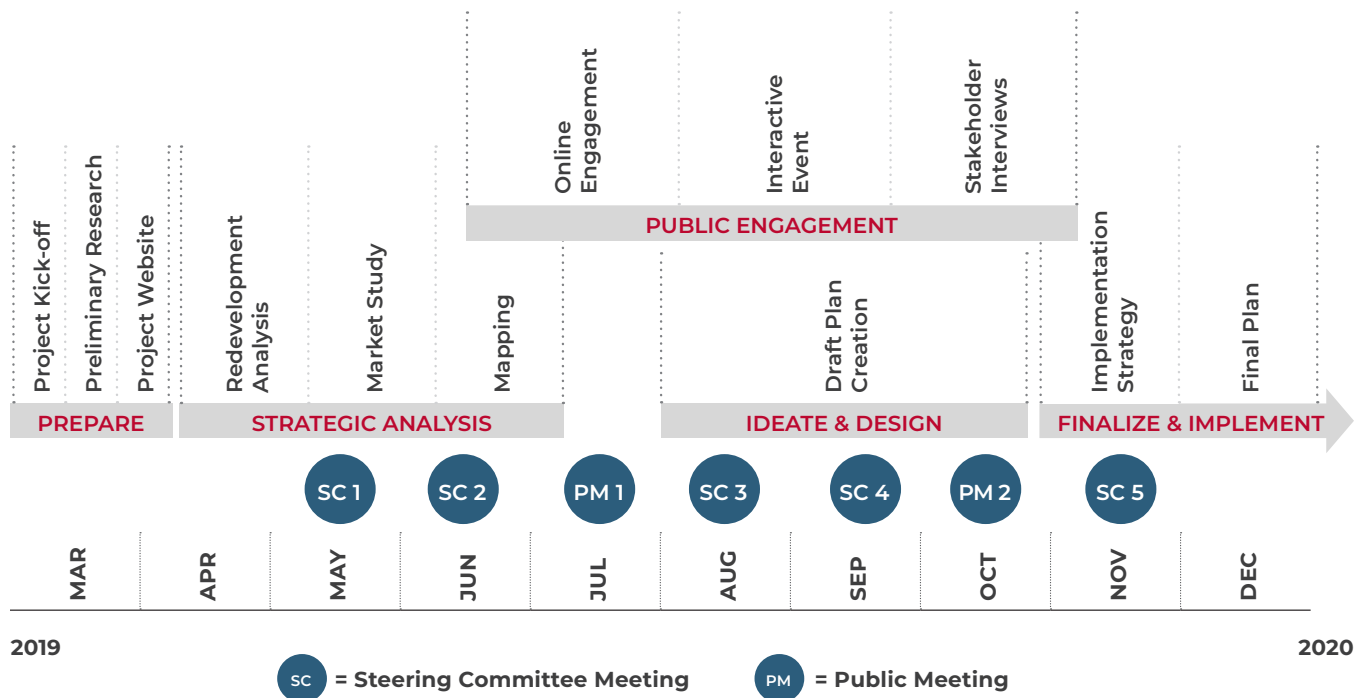 Online
Engagement
Interactive
Event
Stakeholder
Interviews
PUBLIC ENGAGEMENT
Project Kick-off
Preliminary Research
Project Website
Redevelopment
Analysis
Market Study
Mapping
Draft Plan
Creation
Implementation
Strategy
Final Plan
PREPARE
STRATEGIC ANALYSIS
IDEATE & DESIGN
FINALIZE & IMPLEMENT
SC 1
SC 2
PM 1
SC 3
SC 4
PM 2
SC 5
MAR
APR
MAY
JUN
JUL
AUG
SEP
OCT
NOV
DEC
2019
2020
SC = Steering Committee Meeting
PM = Public Meeting